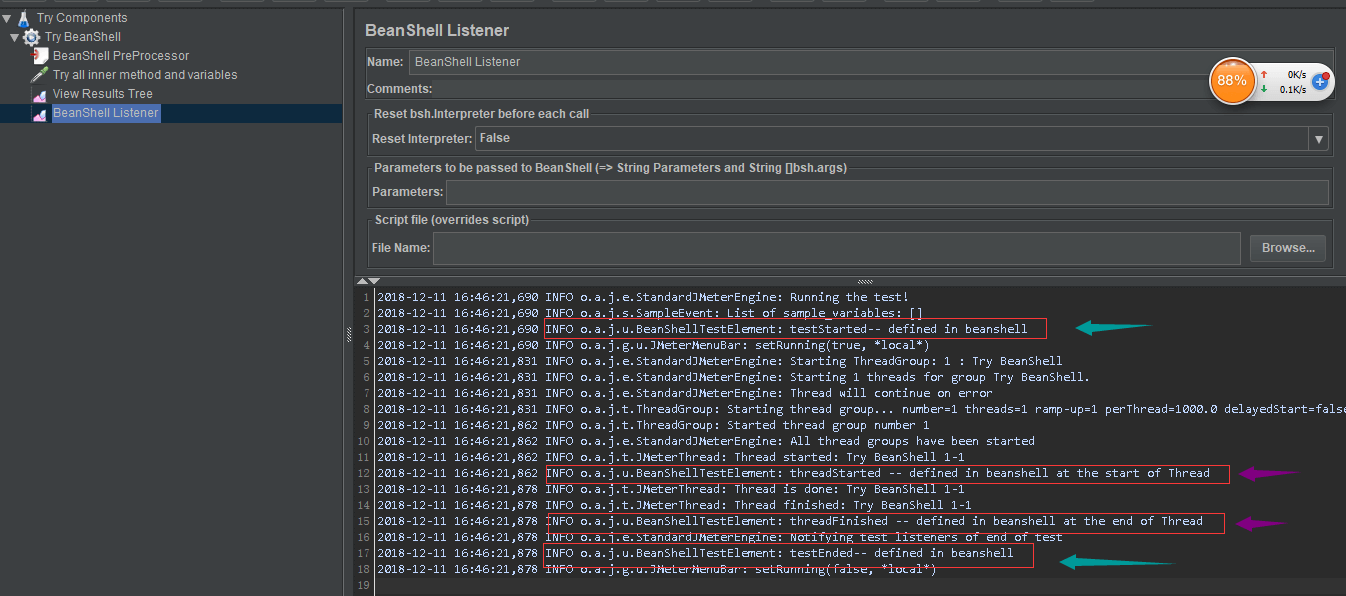 Try Components
Try BeanShell
BeanShell PreProcessor
Try all inner method and variables
View Results Tree
BeanShell Listener
BeanShell Listener
Name: BeanShell Listener
Comments:
88%
0K/s
0.1K/s
Reset bsh.Interpreter before each call
Reset Interpreter: False
Parameters to be passed to BeanShell (=> String Parameters and String []bsh.args)
Parameters:
Script file (overrides script)
File Name: Browse...
1 2018-12-11 16:46:21,690 INFO o.a.j.e.StandardJMeterEngine: Running the test!
2 2018-12-11 16:46:21,690 INFO o.a.j.s.SampleEvent: List of sample_variables: []
3 2018-12-11 16:46:21,690 INFO o.a.j.u.BeanShellTestElement: testStarted-- defined in beanshell
4 2018-12-11 16:46:21,690 INFO o.a.j.g.u.JMeterMenuBar: setRunning(true, *local*)
5 2018-12-11 16:46:21,831 INFO o.a.j.e.StandardJMeterEngine: Starting ThreadGroup: 1 : Try BeanShell
6 2018-12-11 16:46:21,831 INFO o.a.j.e.StandardJMeterEngine: Starting 1 threads for group Try BeanShell.
7 2018-12-11 16:46:21,831 INFO o.a.j.e.StandardJMeterEngine: Thread will continue on error
8 2018-12-11 16:46:21,831 INFO o.a.j.t.ThreadGroup: Starting thread group... number=1 threads=1 ramp-up=1 perThread=1000.0 delayedStart=false
9 2018-12-11 16:46:21,862 INFO o.a.j.t.ThreadGroup: Started thread group number 1
10 2018-12-11 16:46:21,862 INFO o.a.j.e.StandardJMeterEngine: All thread groups have been started
11 2018-12-11 16:46:21,862 INFO o.a.j.t.JMeterThread: Thread started: Try BeanShell 1-1
12 2018-12-11 16:46:21,862 INFO o.a.j.u.BeanShellTestElement: threadStarted -- defined in beanshell at the start of Thread
13 2018-12-11 16:46:21,878 INFO o.a.j.t.JMeterThread: Thread is done: Try BeanShell 1-1
14 2018-12-11 16:46:21,878 INFO o.a.j.t.JMeterThread: Thread finished: Try BeanShell 1-1
15 2018-12-11 16:46:21,878 INFO o.a.j.u.BeanShellTestElement: threadFinished -- defined in beanshell at the end of Thread
16 2018-12-11 16:46:21,878 INFO o.a.j.e.StandardJMeterEngine: Notifying test listeners of end of test
17 2018-12-11 16:46:21,878 INFO o.a.j.u.BeanShellTestElement: testEnded-- defined in beanshell
18 2018-12-11 16:46:21,878 INFO o.a.j.g.u.JMeterMenuBar: setRunning(false, *local*)
19